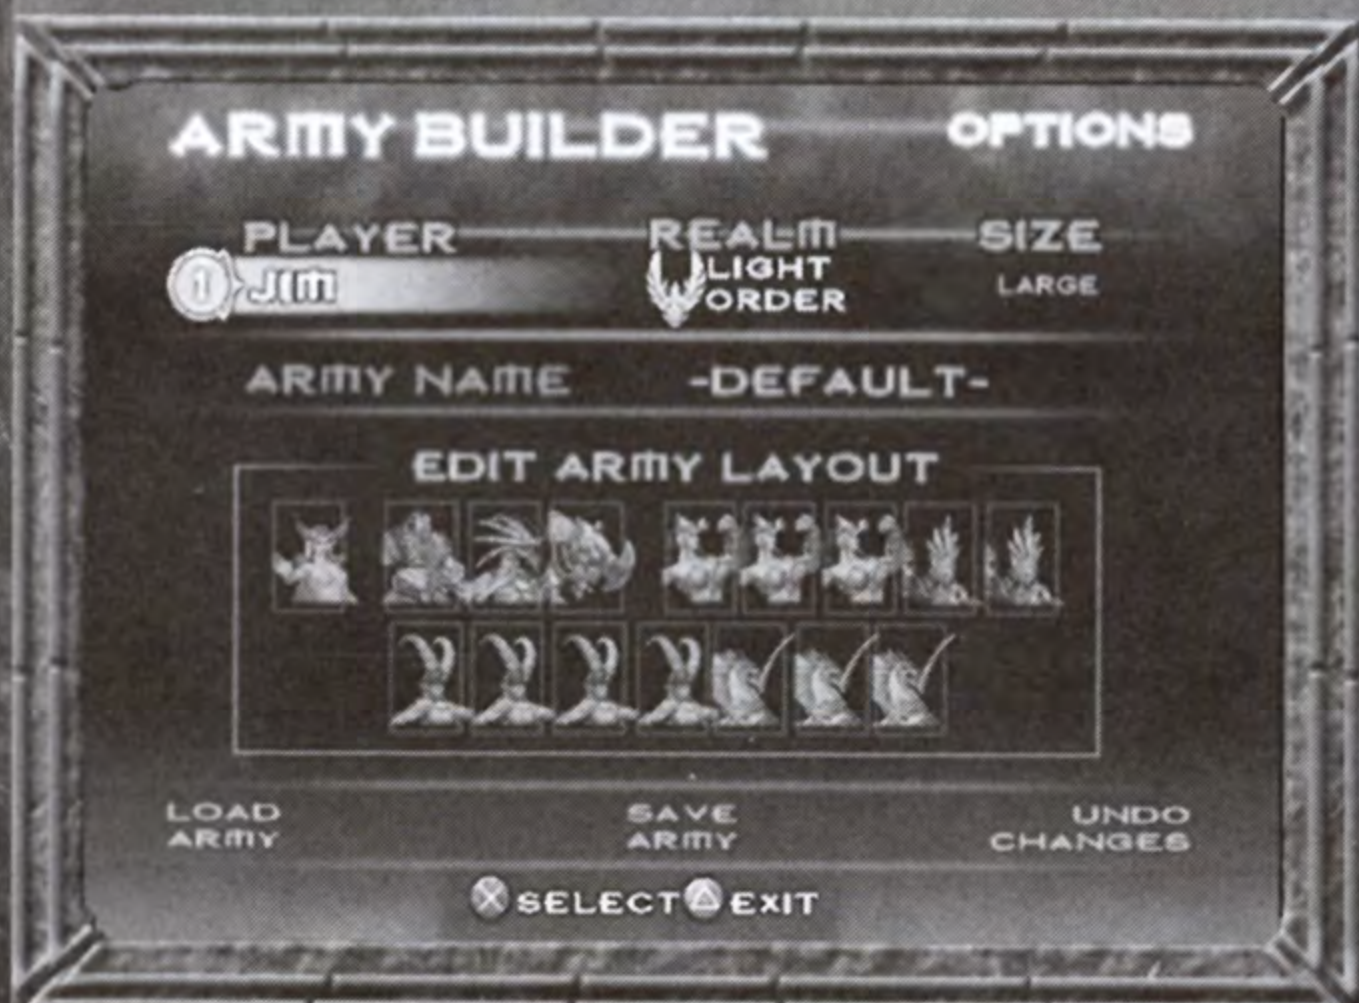 ARMY BUILDER OPTIONS
PLAYER REALM SIZE
1 JIM LIGHT ORDER LARGE
ARMY NAME -DEFAULT-
EDIT ARMY LAYOUT
LOAD ARMY SAVE ARMY UNDO CHANGES
SELECT EXIT